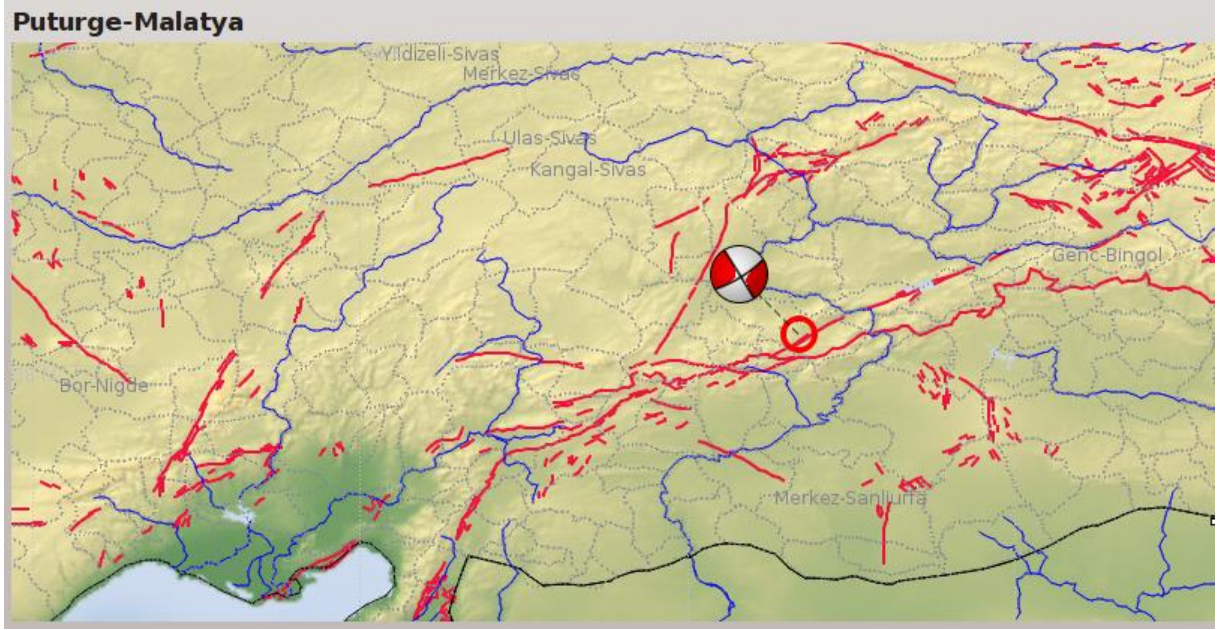 Puturge-Malatya
Yildizeli-Sivas
Merkez-Sivas
Ulas-Sivas
Kangal-Sivas
Genc-Bingol
Bor-Nigde
Merkez-Sanliurfa